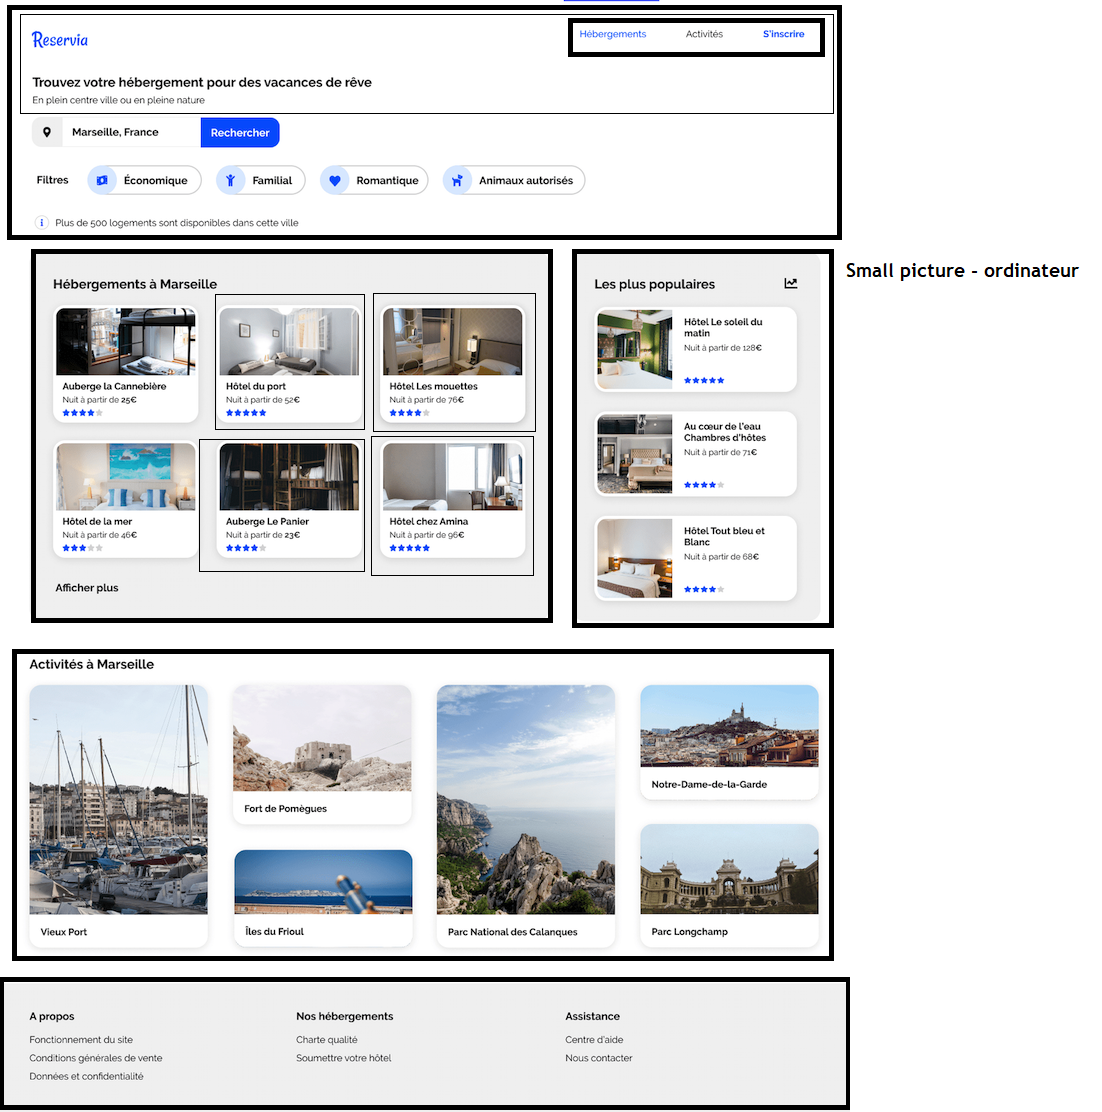 Reservia
Hébergements
Activités
S'inscrire
Trouvez votre hébergement pour des vacances de rêve
En plein centre ville ou en pleine nature
Marseille, France
Rechercher
Filtres
Économique
Familial
Romantique
Animaux autorisés
Plus de 500 logements sont disponibles dans cette ville
Small picture - ordinateur
Hébergements à Marseille
Auberge la Cannebière
Nuit à partir de 25€
Hôtel du port
Nuit à partir de 52€
Hôtel Les mouettes
Nuit à partir de 76€
Hôtel de la mer
Nuit à partir de 46€
Auberge Le Panier
Nuit à partir de 23€
Hôtel chez Amina
Nuit à partir de 96€
Afficher plus
Les plus populaires
Hôtel Le soleil du
matin
Nuit à partir de 128€
Au cœur de l'eau
Chambres d'hôtes
Nuit à partir de 71€
Hôtel Tout bleu et
Blanc
Nuit à partir de 68€
Activités à Marseille
Vieux Port
Fort de Pomègues
Îles du Frioul
Parc National des Calanques
Notre-Dame-de-la-Garde
Parc Longchamp
A propos
Fonctionnement du site
Conditions générales de vente
Données et confidentialité
Nos hébergements
Charte qualité
Soumettre votre hôtel
Assistance
Centre d'aide
Nous contacter